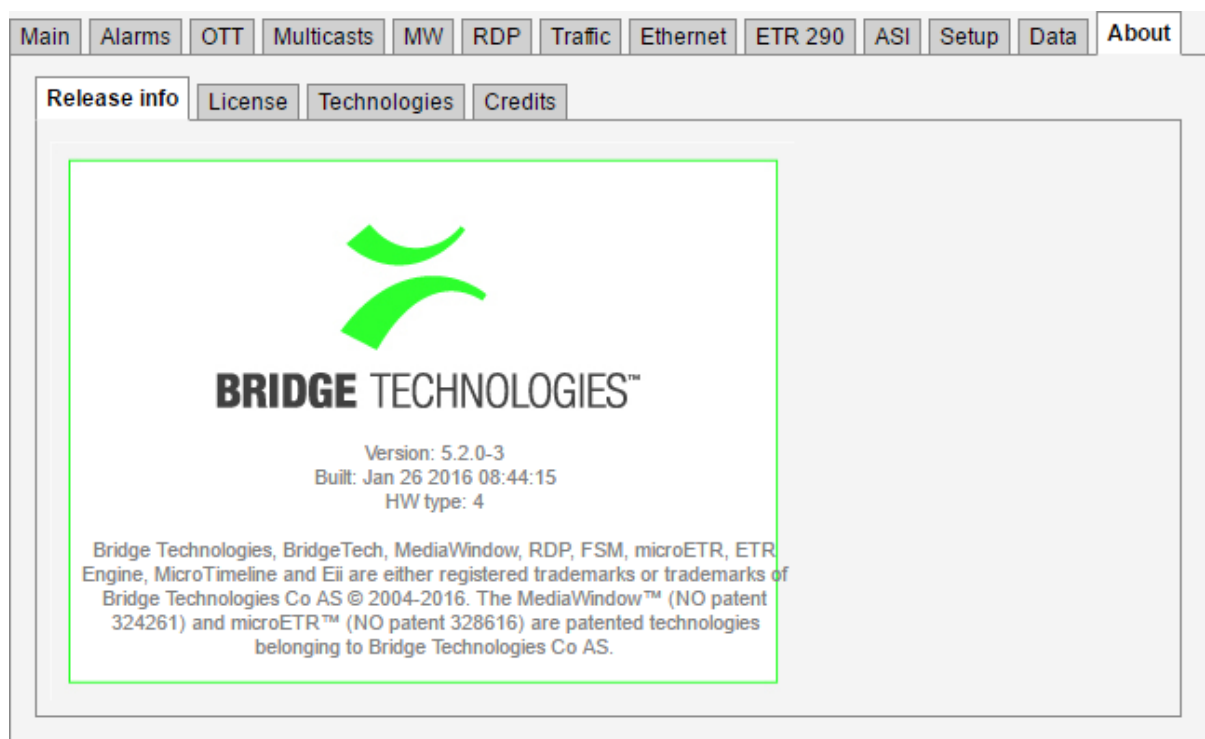 Main Alarms OTT Multicasts MW RDP Traffic Ethernet ETR 290 ASI Setup Data About
Release info License Technologies Credits
BRIDGE TECHNOLOGIES™
Version: 5.2.0-3
Built: Jan 26 2016 08:44:15
HW type: 4
Bridge Technologies, BridgeTech, MediaWindow, RDP, FSM, microETR, ETR
Engine, MicroTimeline and Eii are either registered trademarks or trademarks of
Bridge Technologies Co AS © 2004-2016. The MediaWindow™ (NO patent
324261) and microETR™ (NO patent 328616) are patented technologies
belonging to Bridge Technologies Co AS.